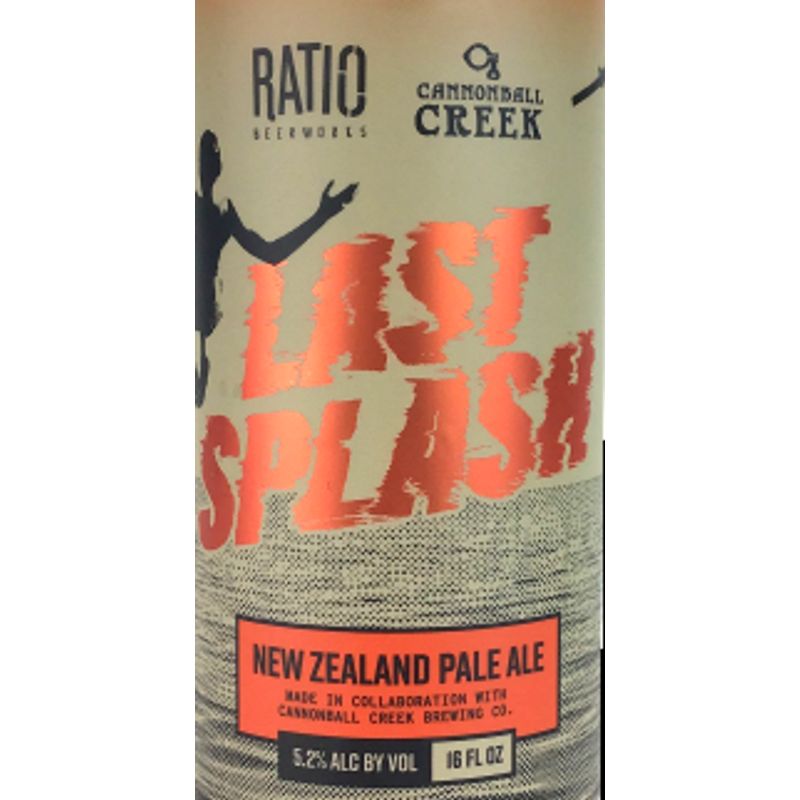 RATIO
BEERWORKS
CANNONBALL
CREEK
LAST
SPLASH
NEW ZEALAND PALE ALE
MADE IN COLLABORATION WITH
CANNONBALL CREEK BREWING CO.
5.2% ALC BY VOL
16 FL OZ